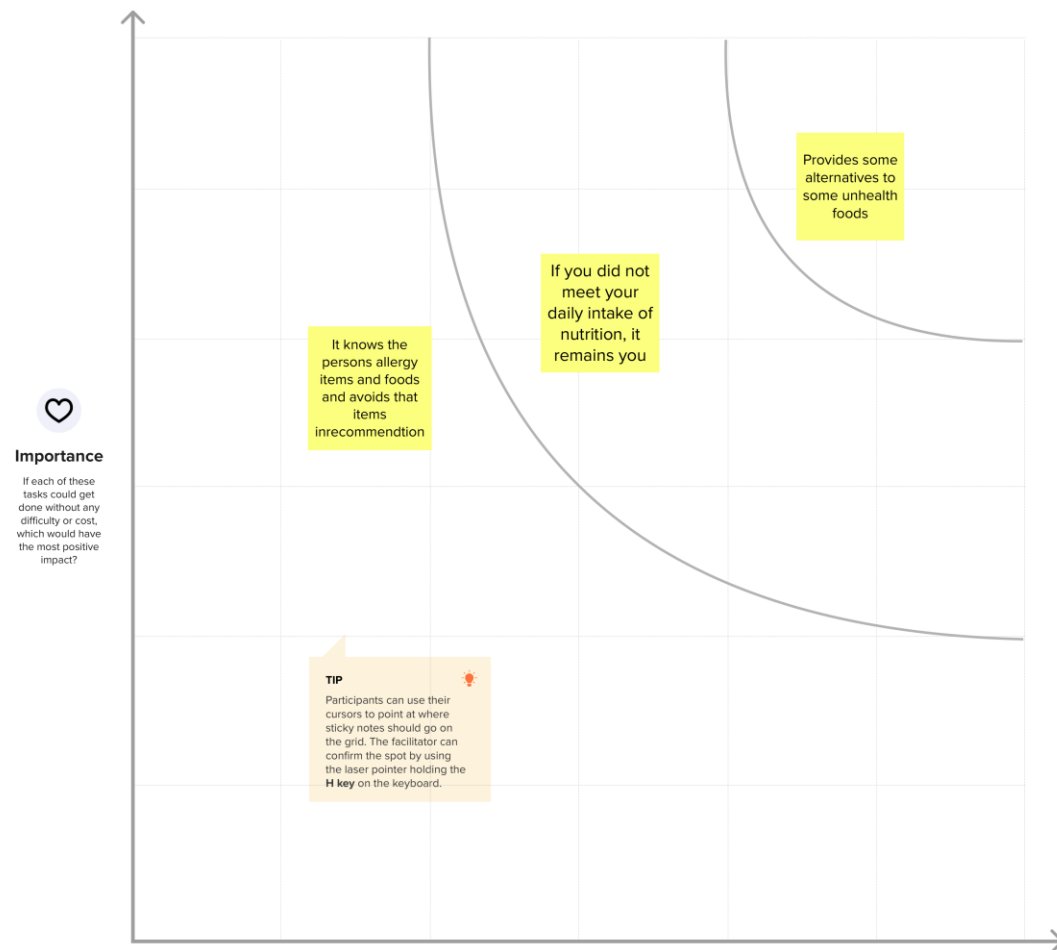 Provides some
alternatives to
some unhealth
foods
If you did not
meet your
daily intake of
nutrition, it
remains you
It knows the
persons allergy
items and foods
and avoids that
items
inrecommendtion
Importance
If each of these
tasks could get
done without any
difficulty or cost,
which would have
the most positive
impact?
TIP
Participants can use their
cursors to point at where
sticky notes should go on
the grid. The facilitator can
confirm the spot by using
the laser pointer holding the
H key on the keyboard.